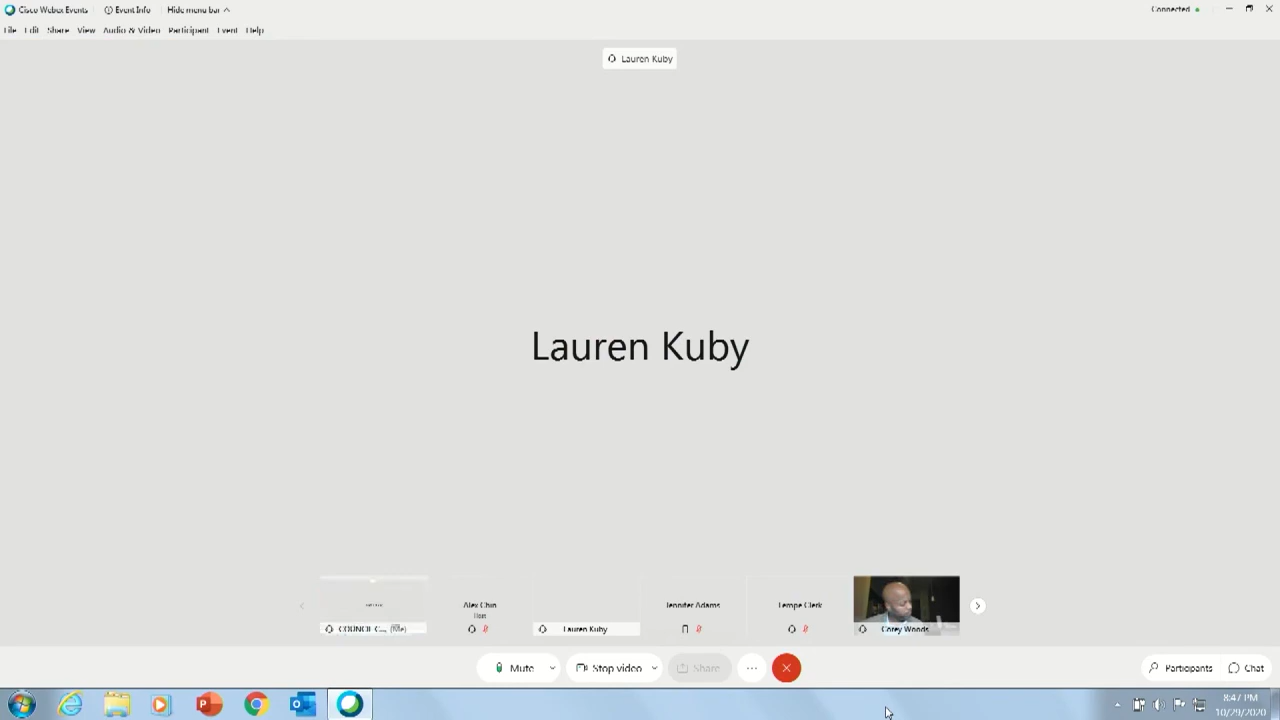 Cisco Webex Events Event Info Hide menu bar Connected
File Edit Share View Audio & Video Participant Event Help
Lauren Kuby
Lauren Kuby
Alex Chin
Jennifer Adams
Tempe Clerk
COUNCIL C... (Me)
Lauren Kuby
Corey Woods
Mute
Stop video
Share
Participants
Chat
8:47 PM
10/29/2020